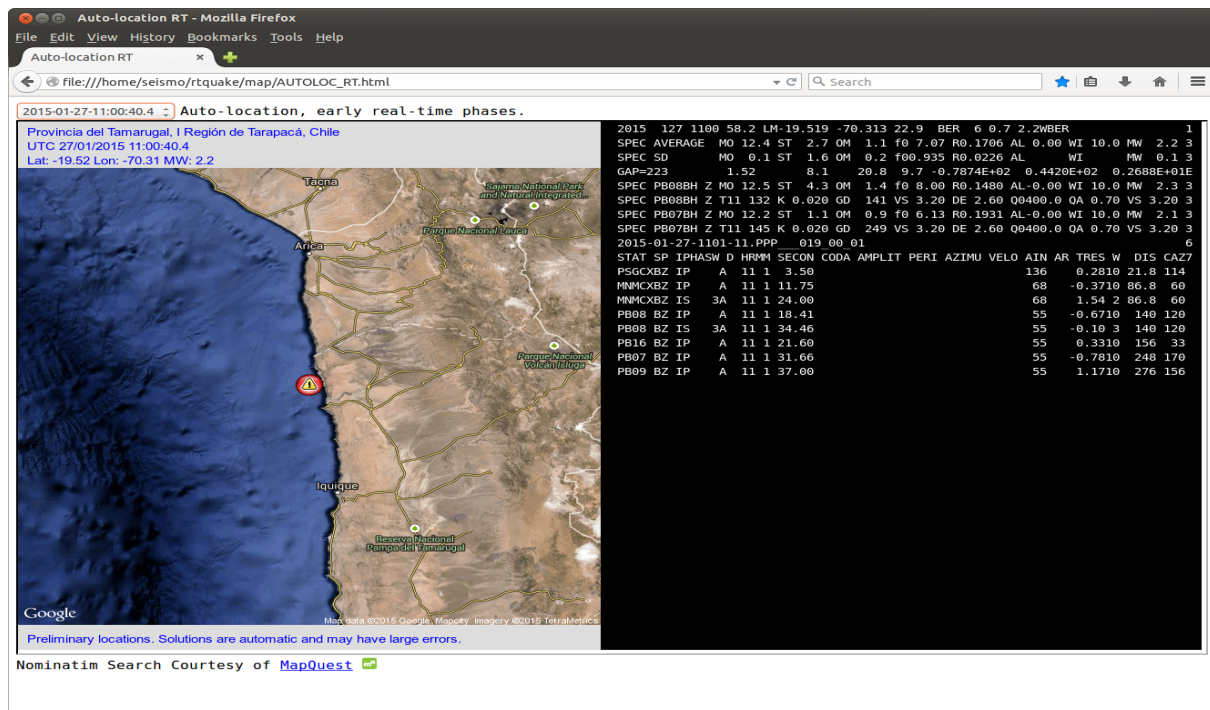 Auto-location RT - Mozilla Firefox
File Edit View History Bookmarks Tools Help
Auto-location RT
file:///home/seismo/rtquake/map/AUTOLOC_RT.html
Search
2015-01-27-11:00:40.4 Auto-location, early real-time phases.
Provincia del Tamarugal, I Región de Tarapacá, Chile
UTC 27/01/2015 11:00:40.4
Lat: -19.52 Lon: -70.31 MW: 2.2
Tacna
Sajama National Park and Natural Integrated...
Parque Nacional Lauca
Arica
Parque Nacional Volcán Isluga
Iquique
Reserva Nacional Pampa del Tamarugal
Google
Map data ©2015 Google, Mapcity Imagery ©2015 TerraMetrics
Preliminary locations. Solutions are automatic and may have large errors.
2015 127 1100 58.2 LM-19.519 -70.313 22.9 BER 6 0.7 2.2WBER 1
SPEC AVERAGE MO 12.4 ST 2.7 OM 1.1 f0 7.07 R0.1706 AL 0.00 WI 10.0 MW 2.2 3
SPEC SD MO 0.1 ST 1.6 OM 0.2 f00.935 R0.0226 AL WI MW 0.1 3
GAP=223 1.52 8.1 20.8 9.7 -0.7874E+02 0.4420E+02 0.2688E+01E
SPEC PB08BH Z MO 12.5 ST 4.3 OM 1.4 f0 8.00 R0.1480 AL-0.00 WI 10.0 MW 2.3 3
SPEC PB08BH Z T11 132 K 0.020 GD 141 VS 3.20 DE 2.60 Q0400.0 QA 0.70 VS 3.20 3
SPEC PB07BH Z MO 12.2 ST 1.1 OM 0.9 f0 6.13 R0.1931 AL-0.00 WI 10.0 MW 2.1 3
SPEC PB07BH Z T11 145 K 0.020 GD 249 VS 3.20 DE 2.60 Q0400.0 QA 0.70 VS 3.20 3
2015-01-27-1101-11.PPP___019_00_01 6
STAT SP IPHASW D HRMM SECON CODA AMPLIT PERI AZIMU VELO AIN AR TRES W DIS CAZ7
PSGCXBZ IP A 11 1 3.50 136 0.2810 21.8 114
MNMCXBZ IP A 11 1 11.75 68 -0.3710 86.8 60
MNMCXBZ IS 3A 11 1 24.00 68 1.54 2 86.8 60
PB08 BZ IP A 11 1 18.41 55 -0.6710 140 120
PB08 BZ IS 3A 11 1 34.46 55 -0.10 3 140 120
PB16 BZ IP A 11 1 21.60 55 0.3310 156 33
PB07 BZ IP A 11 1 31.66 55 -0.7810 248 170
PB09 BZ IP A 11 1 37.00 55 1.1710 276 156
Nominatim Search Courtesy of MapQuest